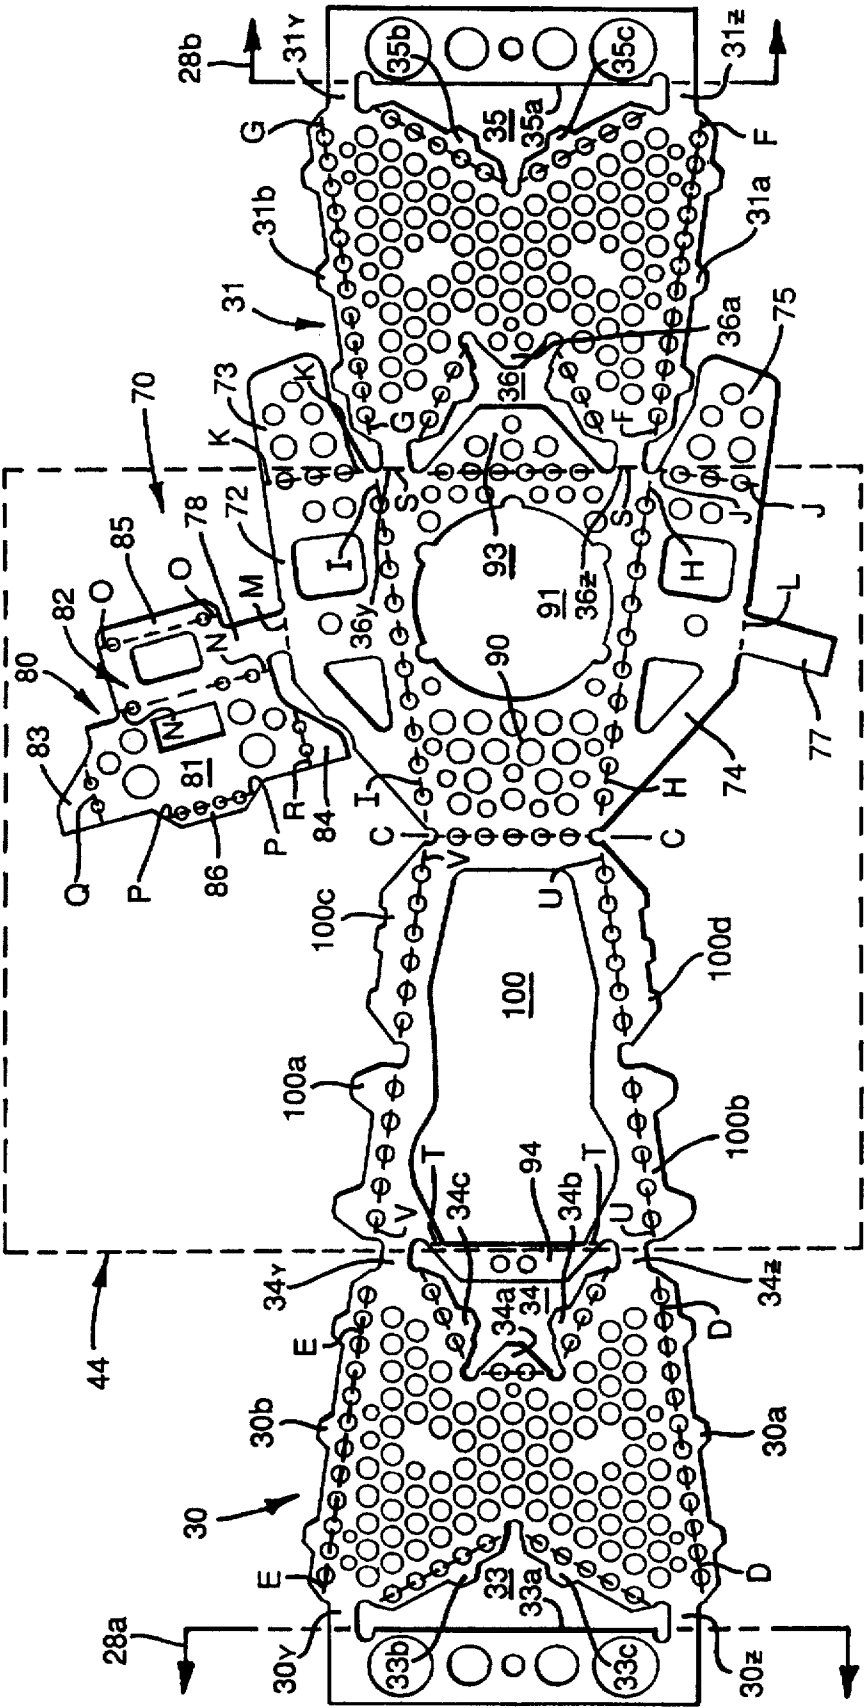 44
Q
83
80
82
85
70
P
81
N
78
K
73
86
P
R
84
N
M
72
28a
30
30b
E
100a
100c
C
31
31b
G
28b
E
34Y
V
V
I
I
K
G
31Y
30Y
33b
34c
T
36y
S
35b
33
33a
34a
34
94
100
90
93
91
36
36a
35
35a
33c
34b
T
U
36z
S
F
35c
30z
D
D
34z
U
100b
100d
C
H
H
J
31a
F
31z
30a
84
74
77
L
J
75